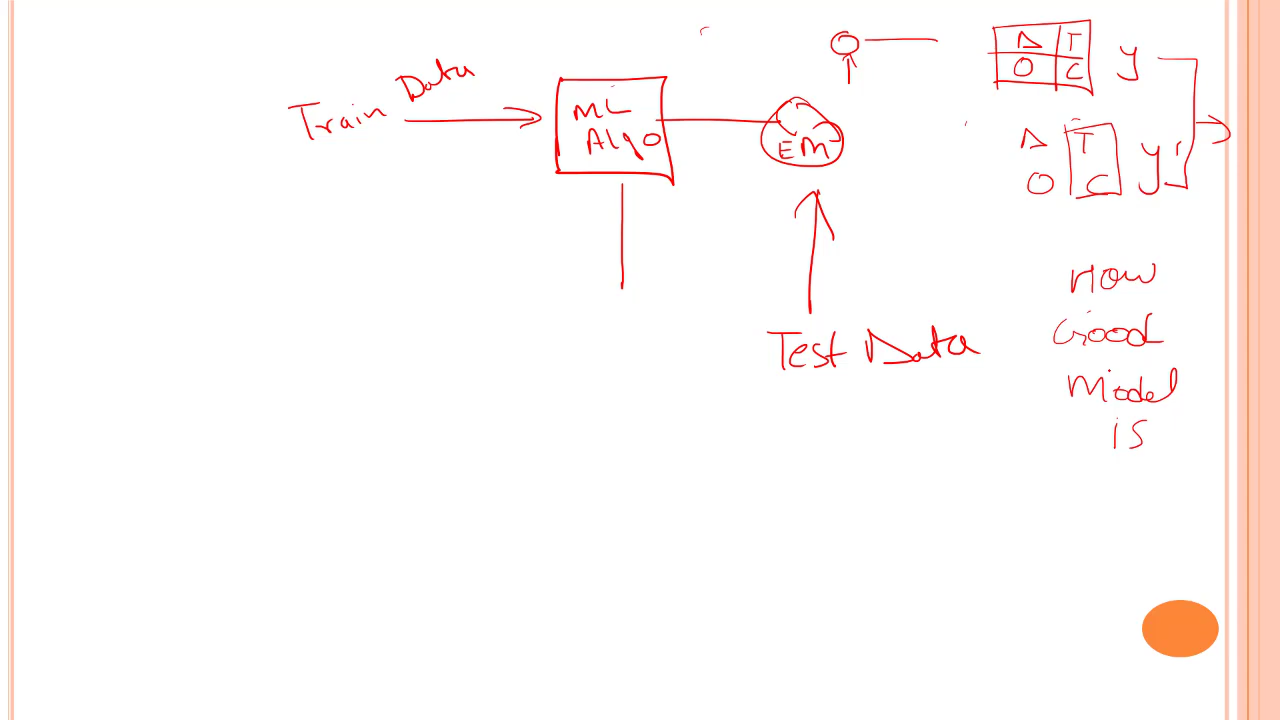 Train Data
ML
Algo
EM
Test Data
T
O C
y
T
O C
y'
How
Good
Model
is